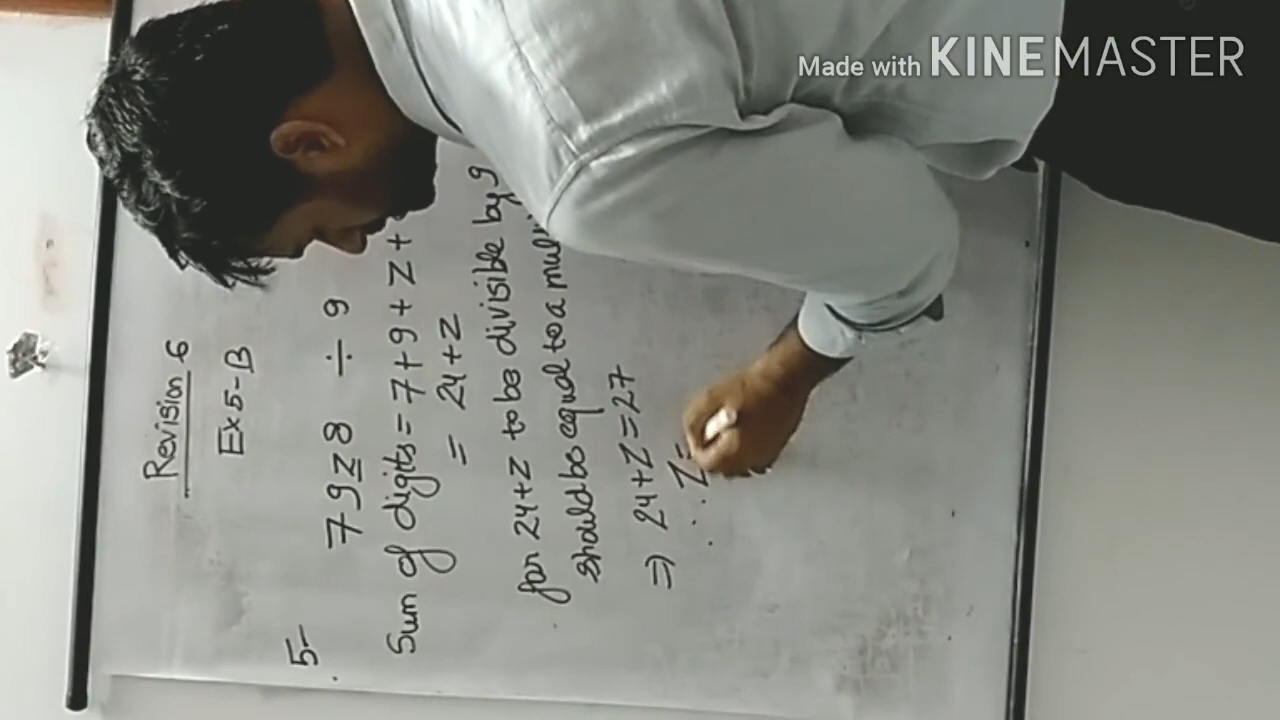 Made with KINEMASTER
Revision 6
Ex 5-B
5- 79z8 ÷ 9
Sum of digits = 7+9+z+
= 24+z
for 24+z to be divisible by 9
should be equal to a
⇒ 24+z=27
∴ z=